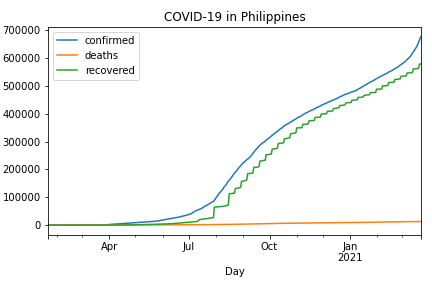 COVID-19 in Philippines
confirmed
deaths
recovered
700000
600000
500000
400000
300000
200000
100000
0
Apr
Jul
Oct
Jan
2021
Day